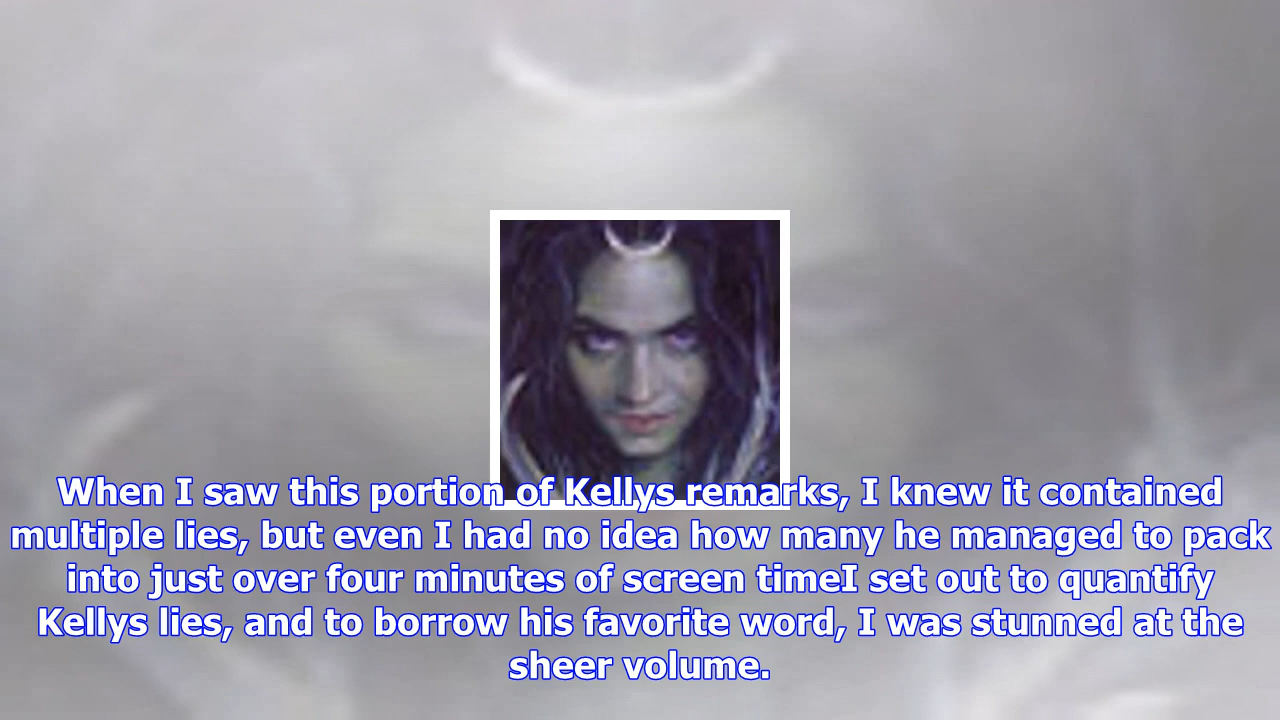 When I saw this portion of Kellys remarks, I knew it contained
multiple lies, but even I had no idea how many he managed to pack
into just over four minutes of screen timeI set out to quantify
Kellys lies, and to borrow his favorite word, I was stunned at the
sheer volume.